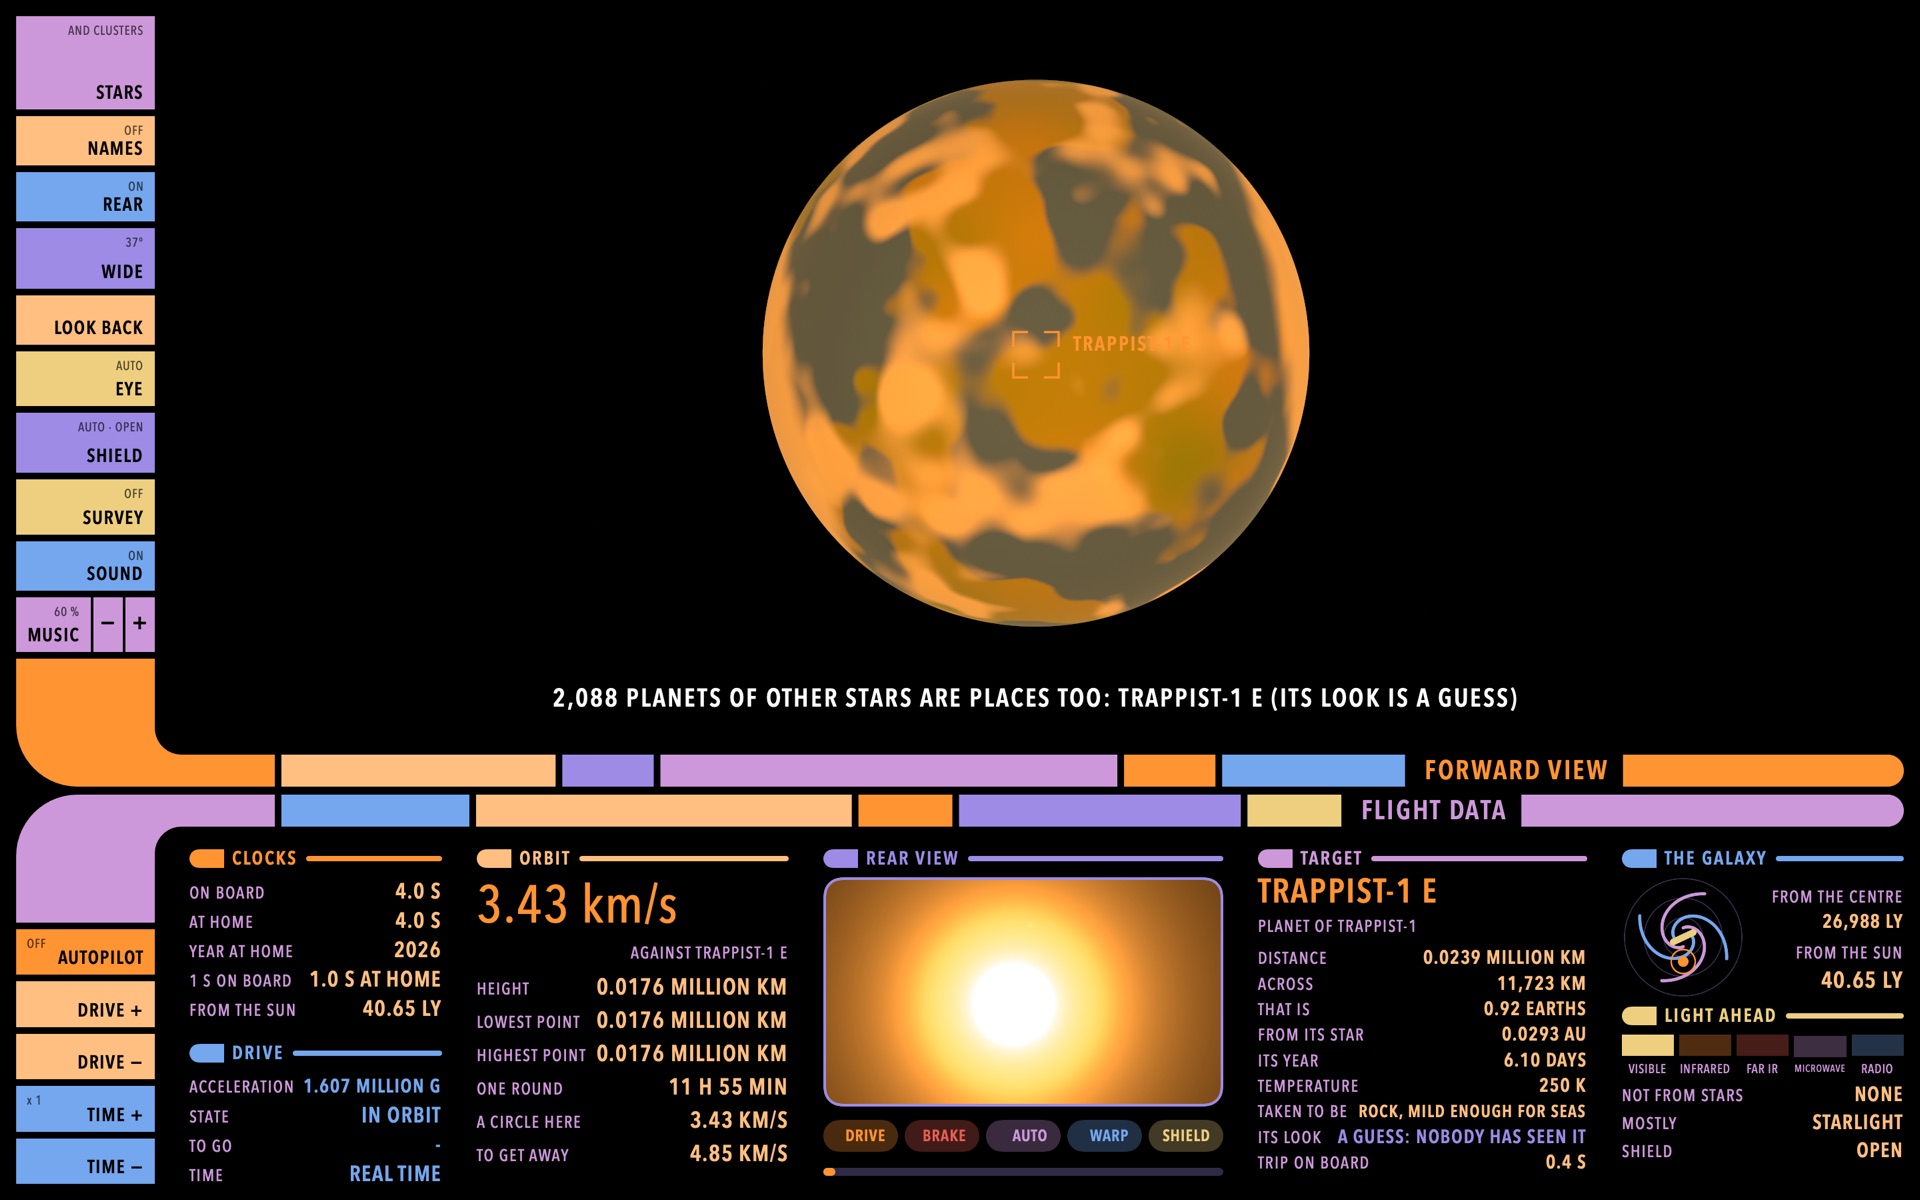 AND CLUSTERS
STARS
OFF
NAMES
ON
REAR
37°
WIDE
LOOK BACK
AUTO
EYE
AUTO · OPEN
SHIELD
OFF
SURVEY
ON
SOUND
60 %
MUSIC − +
TRAPPIST-1 E
2,088 PLANETS OF OTHER STARS ARE PLACES TOO: TRAPPIST-1 E (ITS LOOK IS A GUESS)
FORWARD VIEW
FLIGHT DATA
OFF
AUTOPILOT
DRIVE +
DRIVE −
x 1
TIME +
TIME −
CLOCKS
ON BOARD 4.0 S
AT HOME 4.0 S
YEAR AT HOME 2026
1 S ON BOARD 1.0 S AT HOME
FROM THE SUN 40.65 LY
DRIVE
ACCELERATION 1.607 MILLION G
STATE IN ORBIT
TO GO -
TIME REAL TIME
ORBIT
3.43 km/s
AGAINST TRAPPIST-1 E
HEIGHT 0.0176 MILLION KM
LOWEST POINT 0.0176 MILLION KM
HIGHEST POINT 0.0176 MILLION KM
ONE ROUND 11 H 55 MIN
A CIRCLE HERE 3.43 KM/S
TO GET AWAY 4.85 KM/S
REAR VIEW
DRIVE BRAKE AUTO WARP SHIELD
TARGET
TRAPPIST-1 E
PLANET OF TRAPPIST-1
DISTANCE 0.0239 MILLION KM
ACROSS 11,723 KM
THAT IS 0.92 EARTHS
FROM ITS STAR 0.0293 AU
ITS YEAR 6.10 DAYS
TEMPERATURE 250 K
TAKEN TO BE ROCK, MILD ENOUGH FOR SEAS
ITS LOOK A GUESS: NOBODY HAS SEEN IT
TRIP ON BOARD 0.4 S
THE GALAXY
FROM THE CENTRE
26,988 LY
FROM THE SUN
40.65 LY
LIGHT AHEAD
VISIBLE INFRARED FAR IR MICROWAVE RADIO
NOT FROM STARS NONE
MOSTLY STARLIGHT
SHIELD OPEN